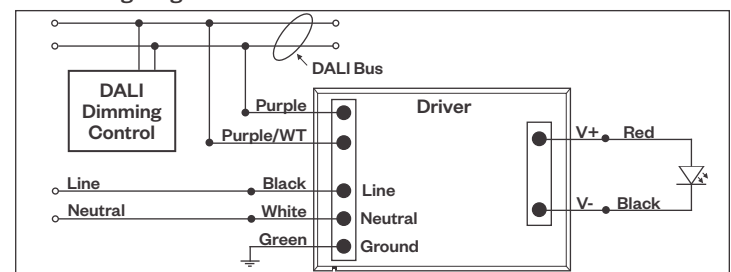 DALI Bus
DALI
Dimming
Control
Driver
Purple
Purple/WT
V+ Red
Line Black Line
Neutral White Neutral
V- Black
Green Ground